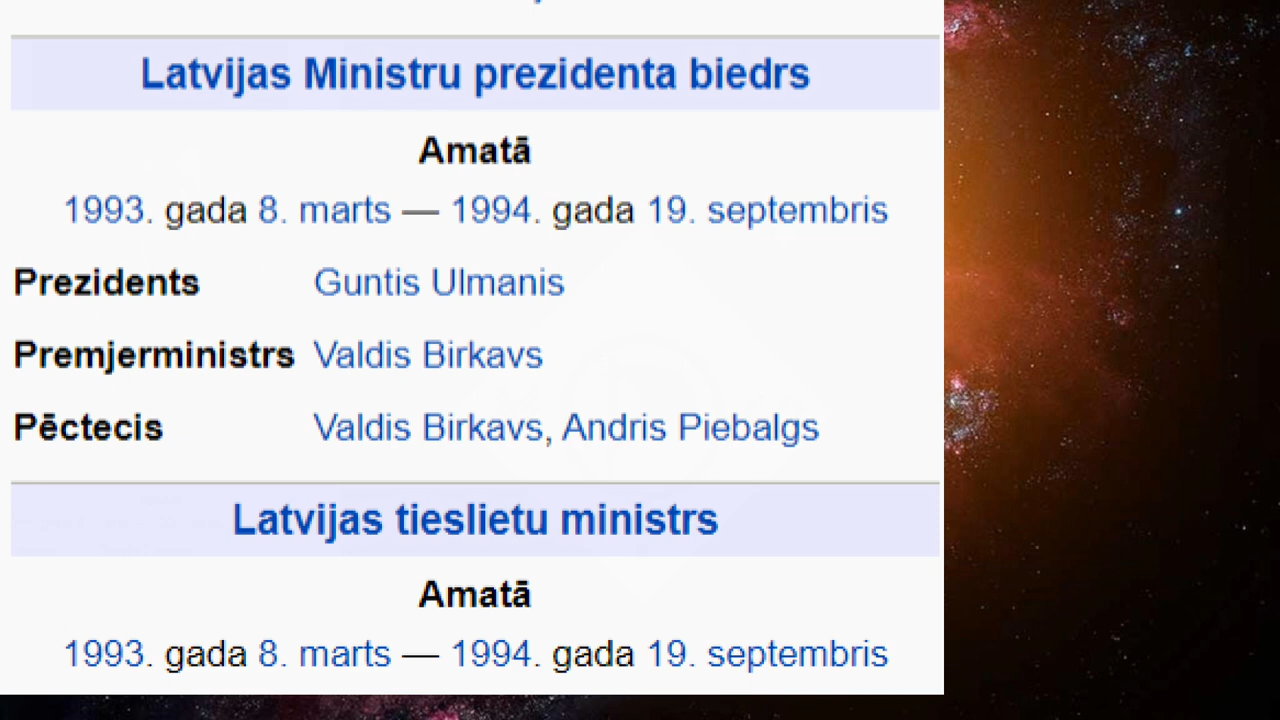 Latvijas Ministru prezidenta biedrs
Amatā
1993. gada 8. marts — 1994. gada 19. septembris
Prezidents Guntis Ulmanis
Premjerministrs Valdis Birkavs
Pēctecis Valdis Birkavs, Andris Piebalgs
Latvijas tieslietu ministrs
Amatā
1993. gada 8. marts — 1994. gada 19. septembris